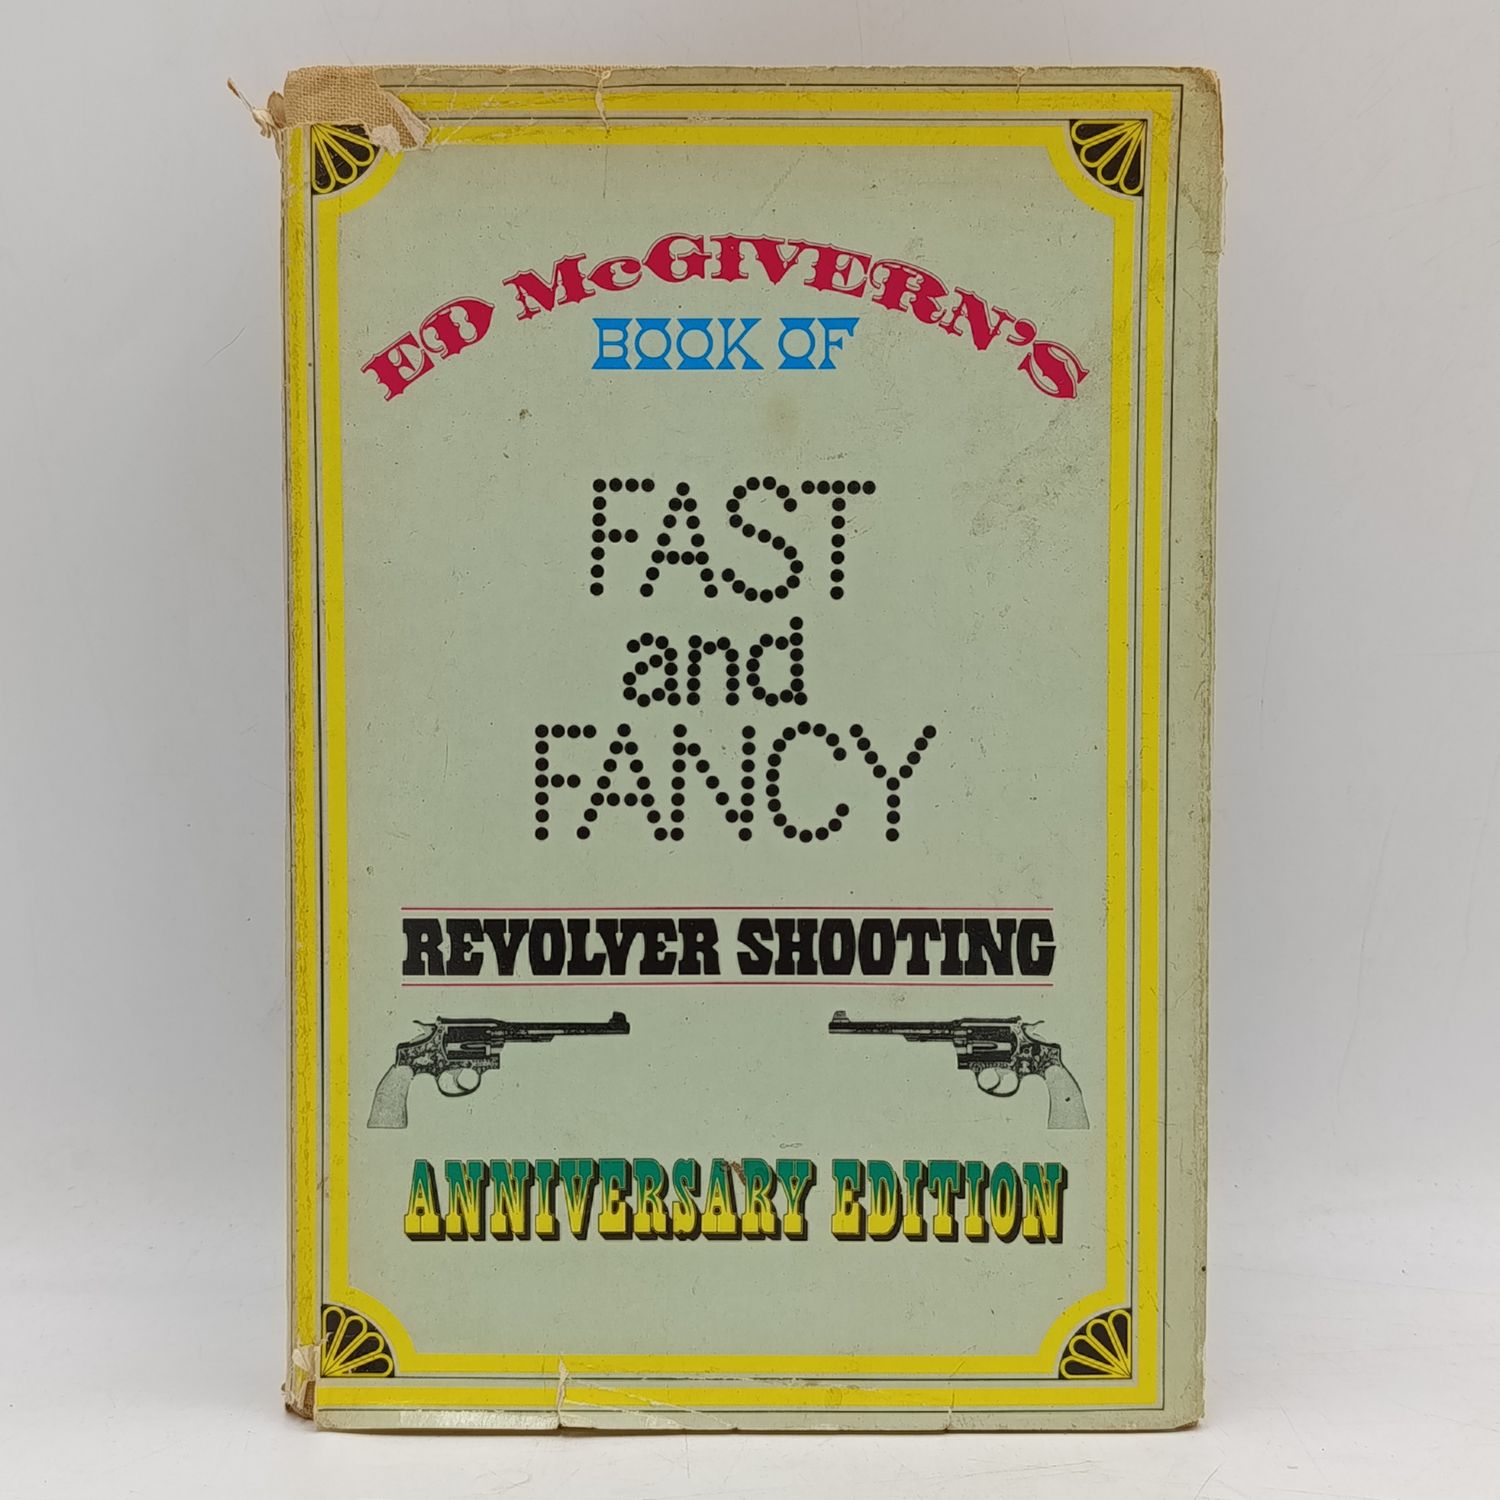 ED McGIVERN'S
BOOK OF
FAST
and
FANCY
REVOLVER SHOOTING
ANNIVERSARY EDITION